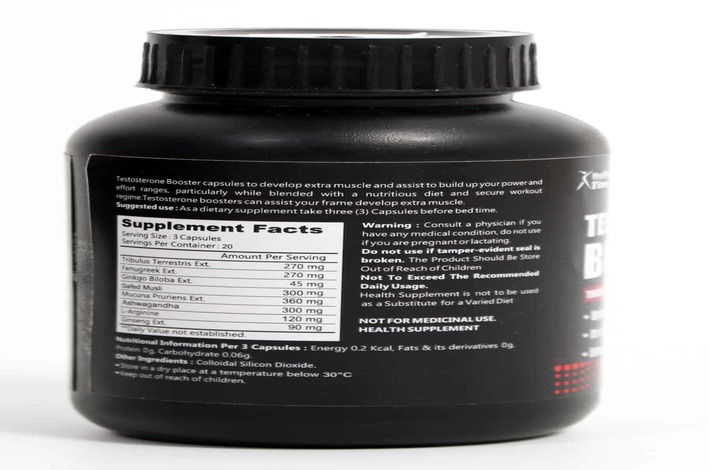 Testosterone Booster capsules to develop extra muscle and assist to build up your power and
effort ranges, particularly while blended with a nutritious diet and secure workout
regime.Testosterone boosters can assist your frame develop extra muscle.
Suggested use : As a dietary supplement take three (3) Capsules before bed time.
Supplement Facts
Serving Size : 3 Capsules
Servings Per Container : 20
Amount Per Serving
Tribulus Terrestris Ext. 270 mg
Fenugreek Ext. 270 mg
Ginkgo Biloba Ext. 45 mg
Safed Musli 300 mg
Mucuna Pruriens Ext. 360 mg
Ashwagandha 300 mg
L-Arginine 120 mg
Ginseng Ext. 90 mg
**Daily Value not established.
Nutritional Information Per 3 Capsules : Energy 0.2 Kcal, Fats & its derivatives 0g,
Protein 0g, Carbohydrate 0.06g.
Other Ingredients : Colloidal Silicon Dioxide.
• Store in a dry place at a temperature below 30°C
• Keep out of reach of children.
Warning : Consult a physician if you
have any medical condition, do not use
if you are pregnant or lactating.
Do not use if tamper-evident seal is
broken. The Product Should Be Store
Out of Reach of Children
Not To Exceed The Recommended
Daily Usage.
Health Supplement is not to be used
as a Substitute for a Varied Diet
NOT FOR MEDICINAL USE.
HEALTH SUPPLEMENT
TE
B